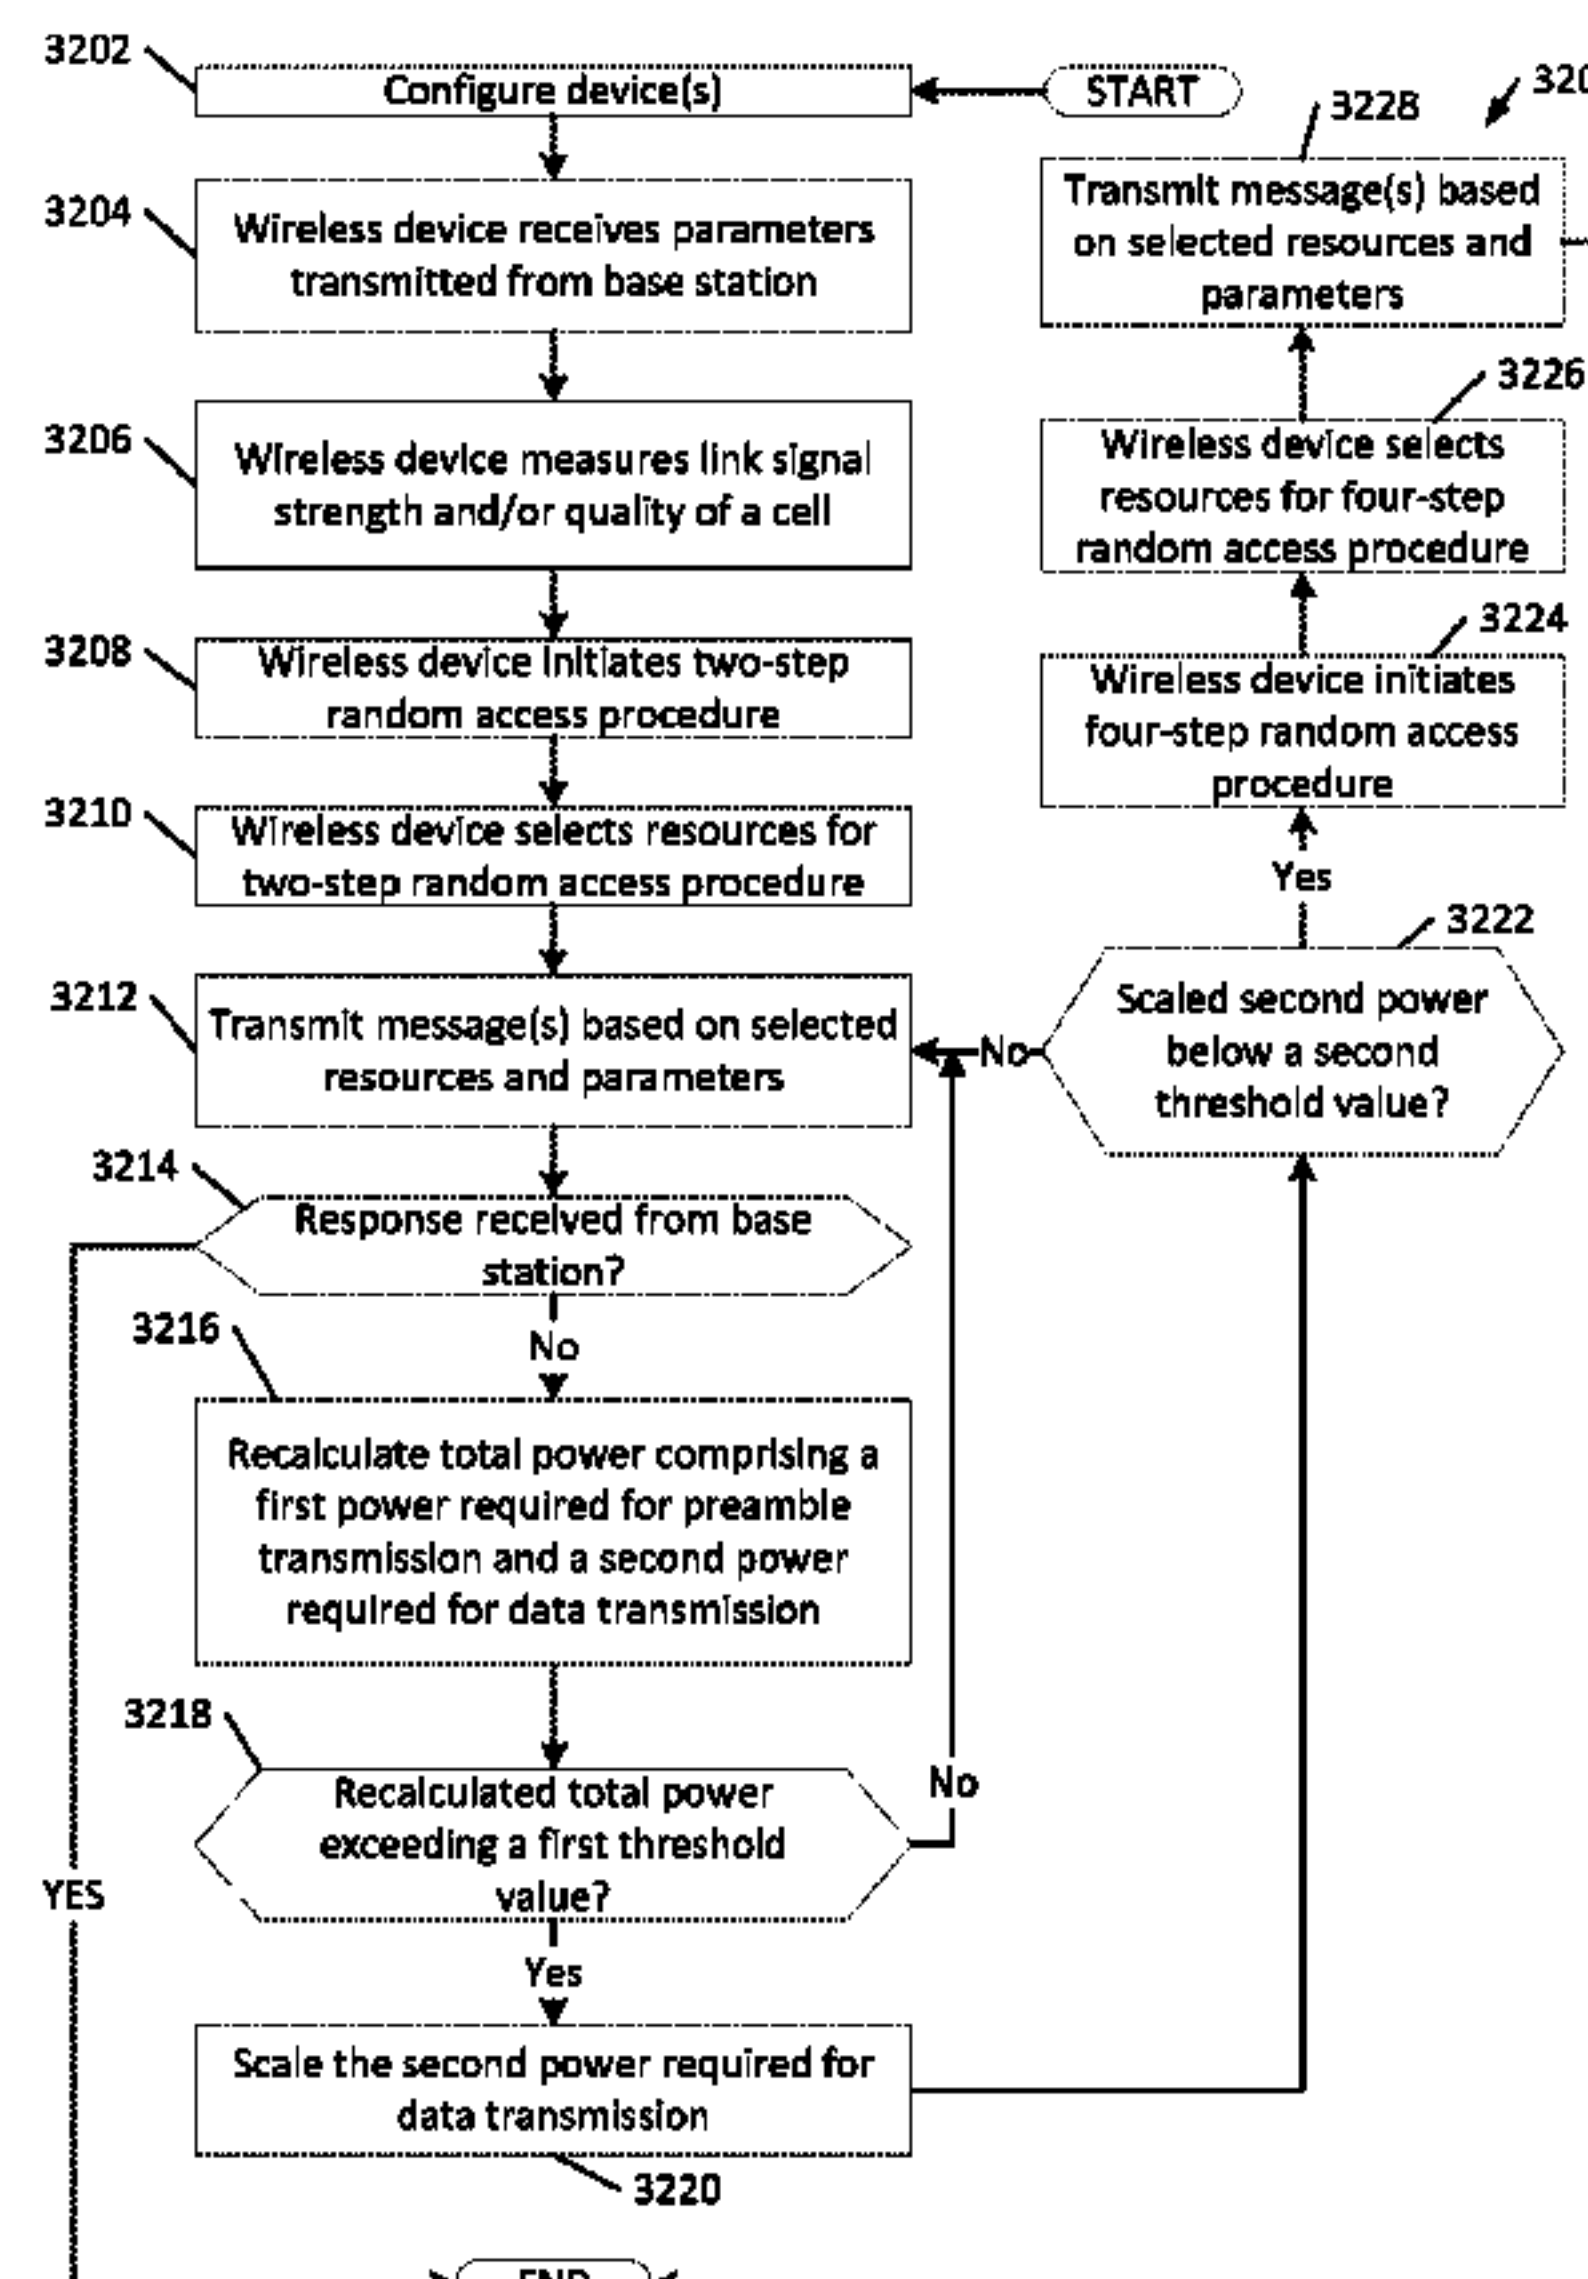 3202
Configure device(s)
START
3204
Wireless device receives parameters
transmitted from base station
3206
Wireless device measures link signal
strength and/or quality of a cell
3208
Wireless device initiates two-step
random access procedure
3210
Wireless device selects resources for
two-step random access procedure
3212
Transmit message(s) based on selected
resources and parameters
3214
Response received from base
station?
No
YES
3216
Recalculate total power comprising a
first power required for preamble
transmission and a second power
required for data transmission
3218
Recalculated total power
exceeding a first threshold
value?
No
Yes
Scale the second power required for
data transmission
3220
3222
Scaled second power
below a second
threshold value?
No
Yes
3224
Wireless device initiates
four-step random access
procedure
3226
Wireless device selects
resources for four-step
random access procedure
3228
Transmit message(s) based
on selected resources and
parameters
END